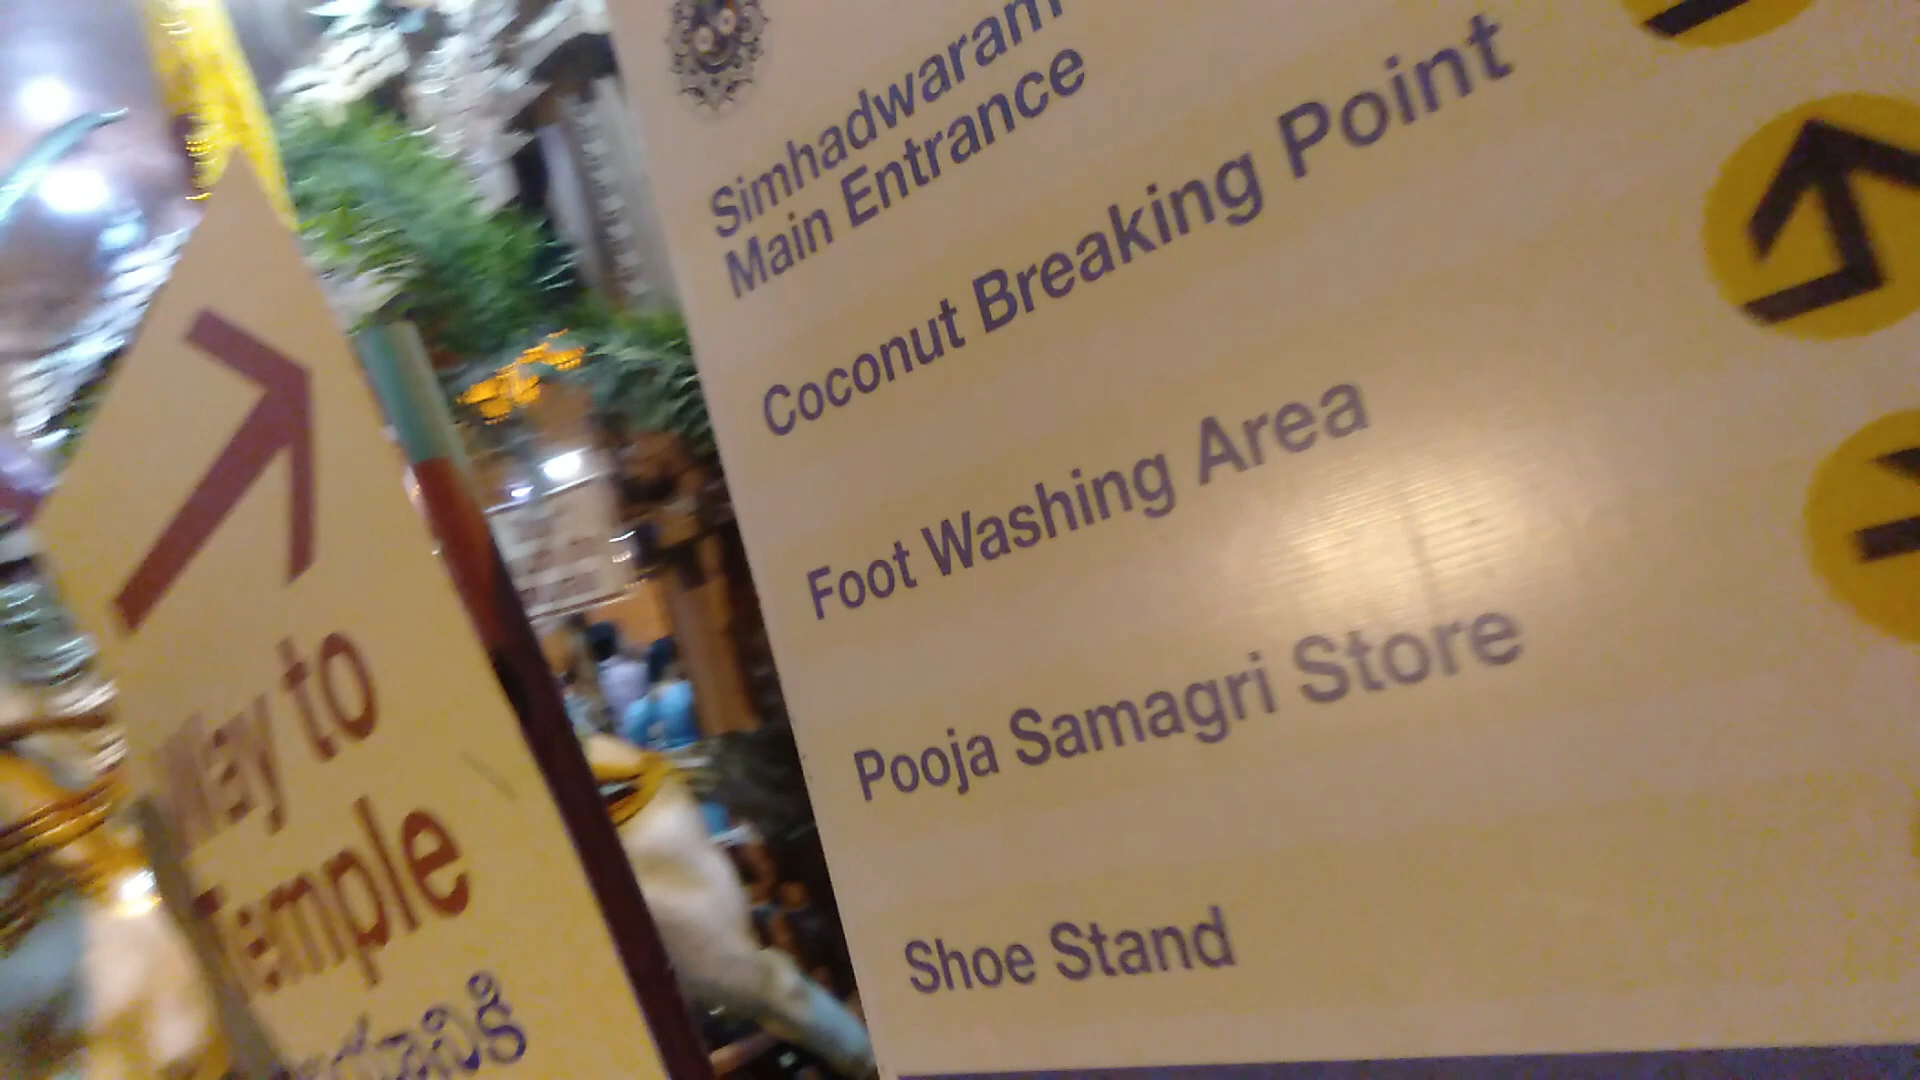 Simhadwaram
Main Entrance
Coconut Breaking Point
Foot Washing Area
Pooja Samagri Store
Shoe Stand
Way to
Temple